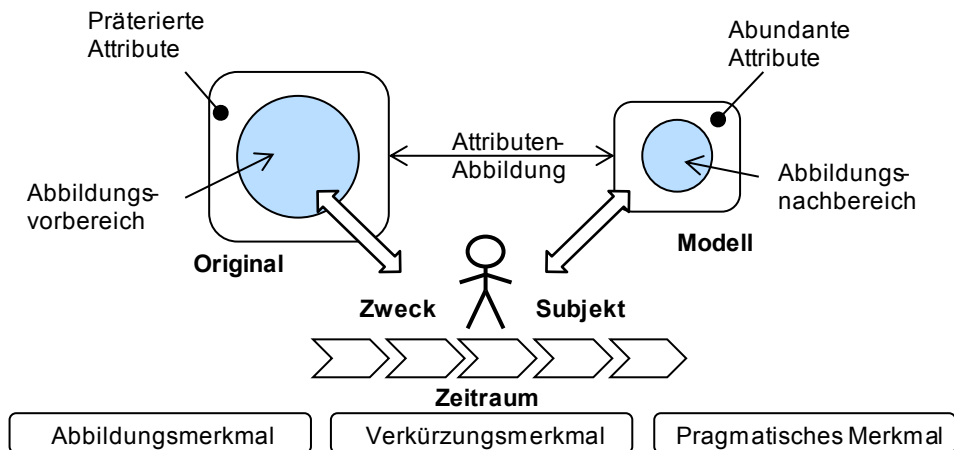 Präterierte
Attribute
Abundante
Attribute
Attributen-
Abbildung
Abbildungs-
vorbereich
Abbildungs-
nachbereich
Original
Modell
Zweck
Subjekt
Zeitraum
Abbildungsmerkmal
Verkürzungsmerkmal
Pragmatisches Merkmal